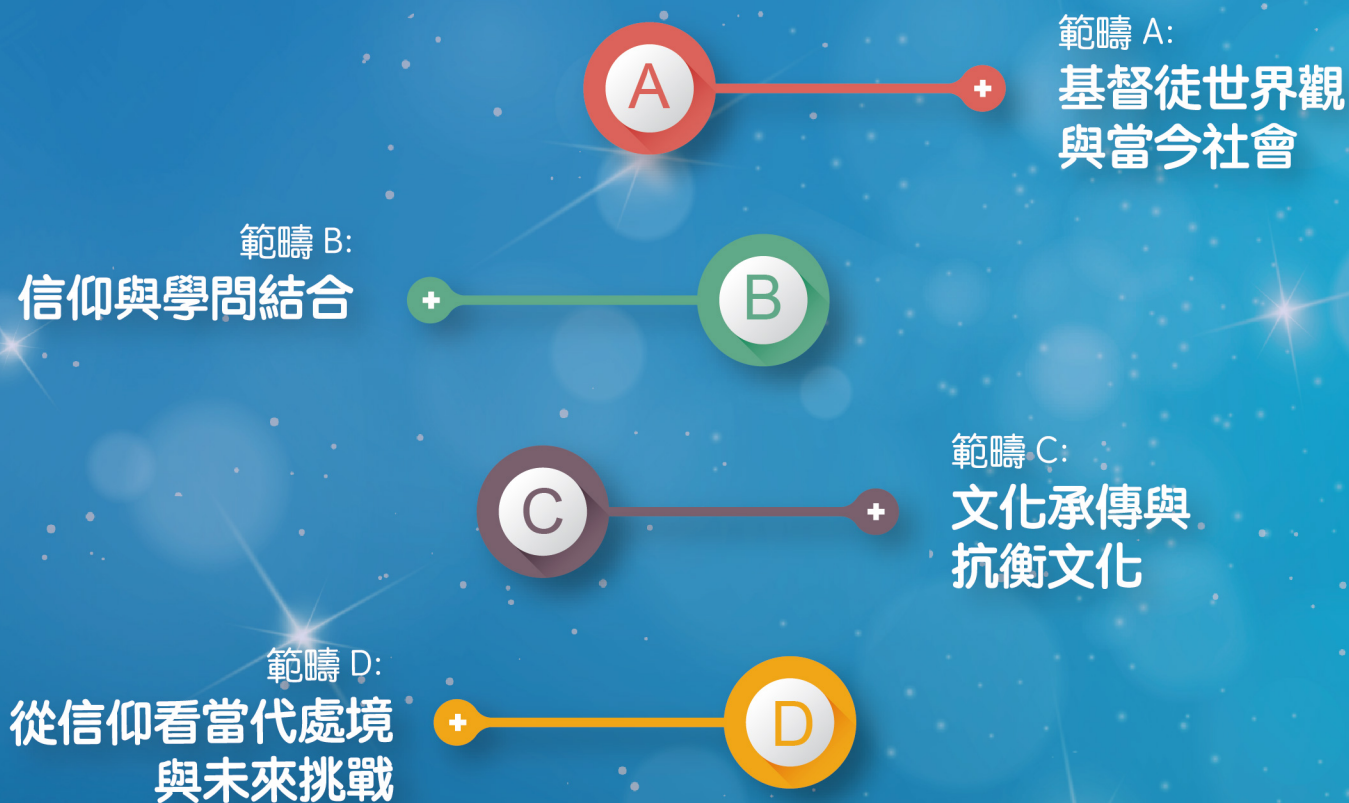 A
範疇 A:
基督徒世界觀
與當今社會
範疇 B:
信仰與學問結合
B
C
範疇 C:
文化承傳與
抗衡文化
範疇 D:
從信仰看當代處境
與未來挑戰
D